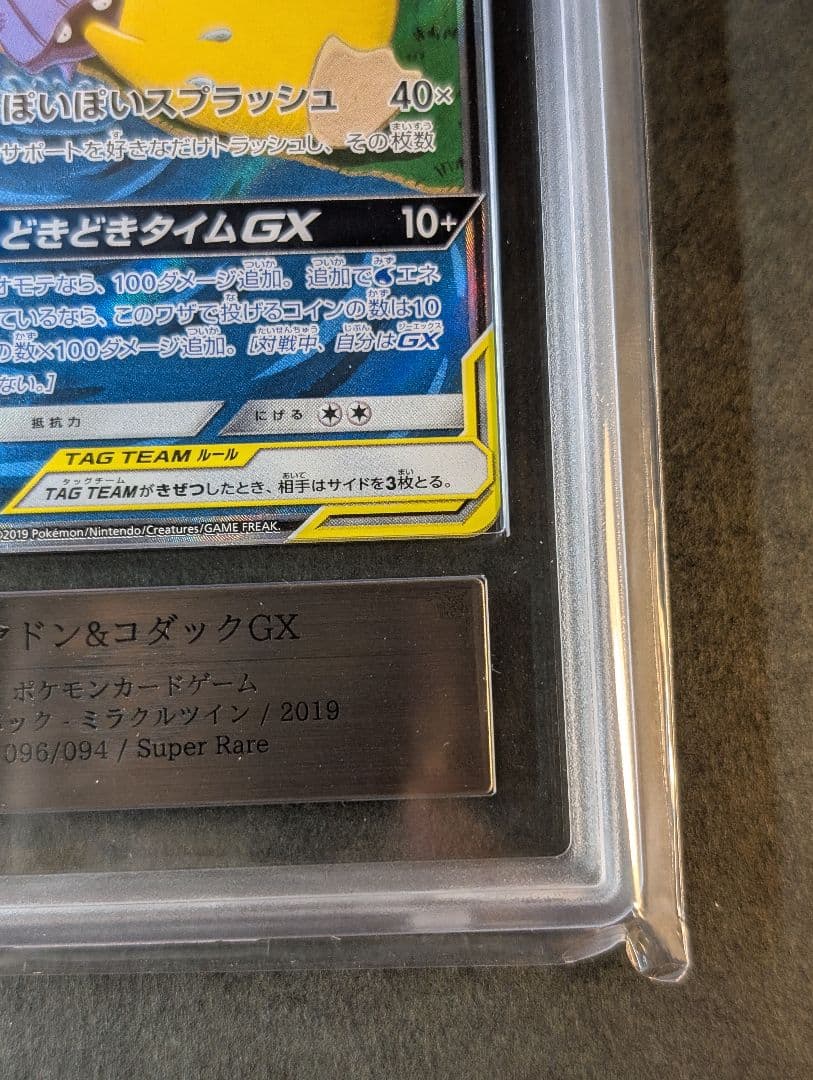 ぽいぽいスプラッシュ 40×
サポートを好きなだけトラッシュし、その枚数
どきどきタイムGX 10+
オモテなら、100ダメージ追加。追加で エネ
ているなら、このワザで投げるコインの数は10
の数×100ダメージ追加。[対戦中、自分はGX
ない。]
抵抗力 にげる
TAG TEAM ルール
TAG TEAMがきぜつしたとき、相手はサイドを3枚とる。
©2019 Pokémon/Nintendo/Creatures/GAME FREAK.
ドン&コダックGX
ポケモンカードゲーム
ック - ミラクルツイン / 2019
096/094 / Super Rare